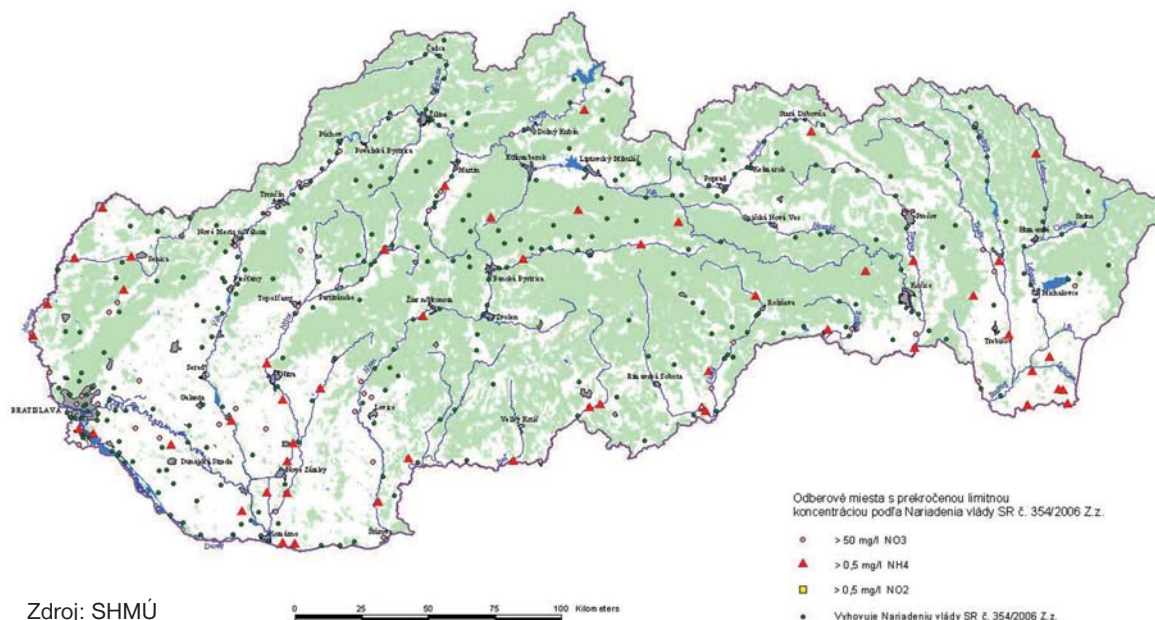 Čadca
Žilina
Dolný Kubín
Púchov
Považská Bystrica
Martin
Ružomberok
Liptovský Mikuláš
Váh
Stará Ľubovňa
Kežmarok
Poprad
Spišská Nová Ves
Hornád
Prešov
Trenčín
Nové Mesto n/Váhom
Senica
Piešťany
Topoľčany
Partizánske
Banská Bystrica
Žiar n/Hronom
Zvolen
Rožňava
Košice
Humenné
Snina
Michalovce
Trebišov
Sereď
Nitra
Galanta
Levice
Rimavská Sobota
Veľký Krtíš
BRATISLAVA
Dunajská Streda
Nové Zámky
Komárno
Dunaj
Odberové miesta s prekročenou limitnou
koncentráciou podľa Nariadenia vlády SR č. 354/2006 Z.z.
> 50 mg/l NO3
> 0,5 mg/l NH4
> 0,5 mg/l NO2
Vyhovuje Nariadeniu vlády SR č. 354/2006 Z.z.
Zdroj: SHMÚ
0 25 50 75 100 Kilometers